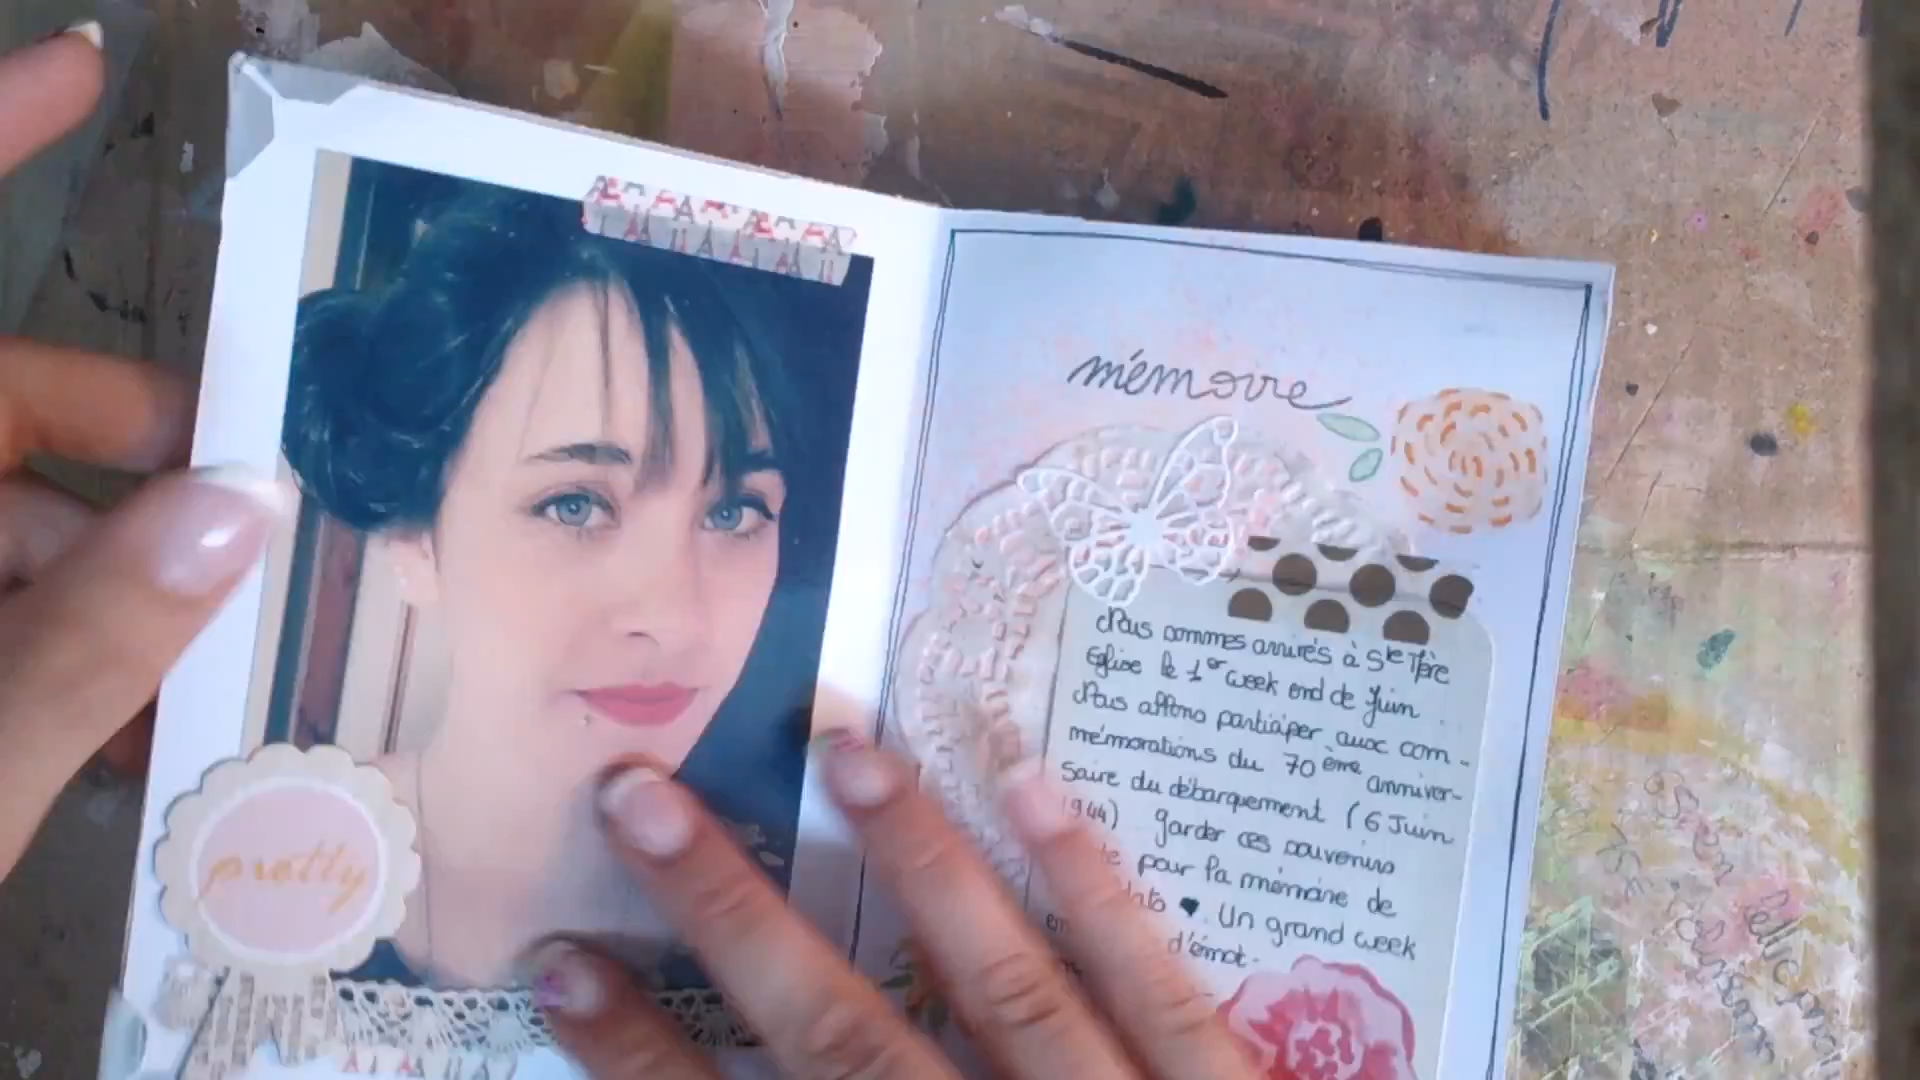 mémoire
pretty
Nous sommes arrivés à Ste Mère
Eglise le 1er week end de Juin.
Nous allons participer aux com-
mémorations du 70ème anniver-
saire du débarquement (6 Juin
1944) Garder ces souvenirs
pour la mémoire de
♥. Un grand week
d'émot-